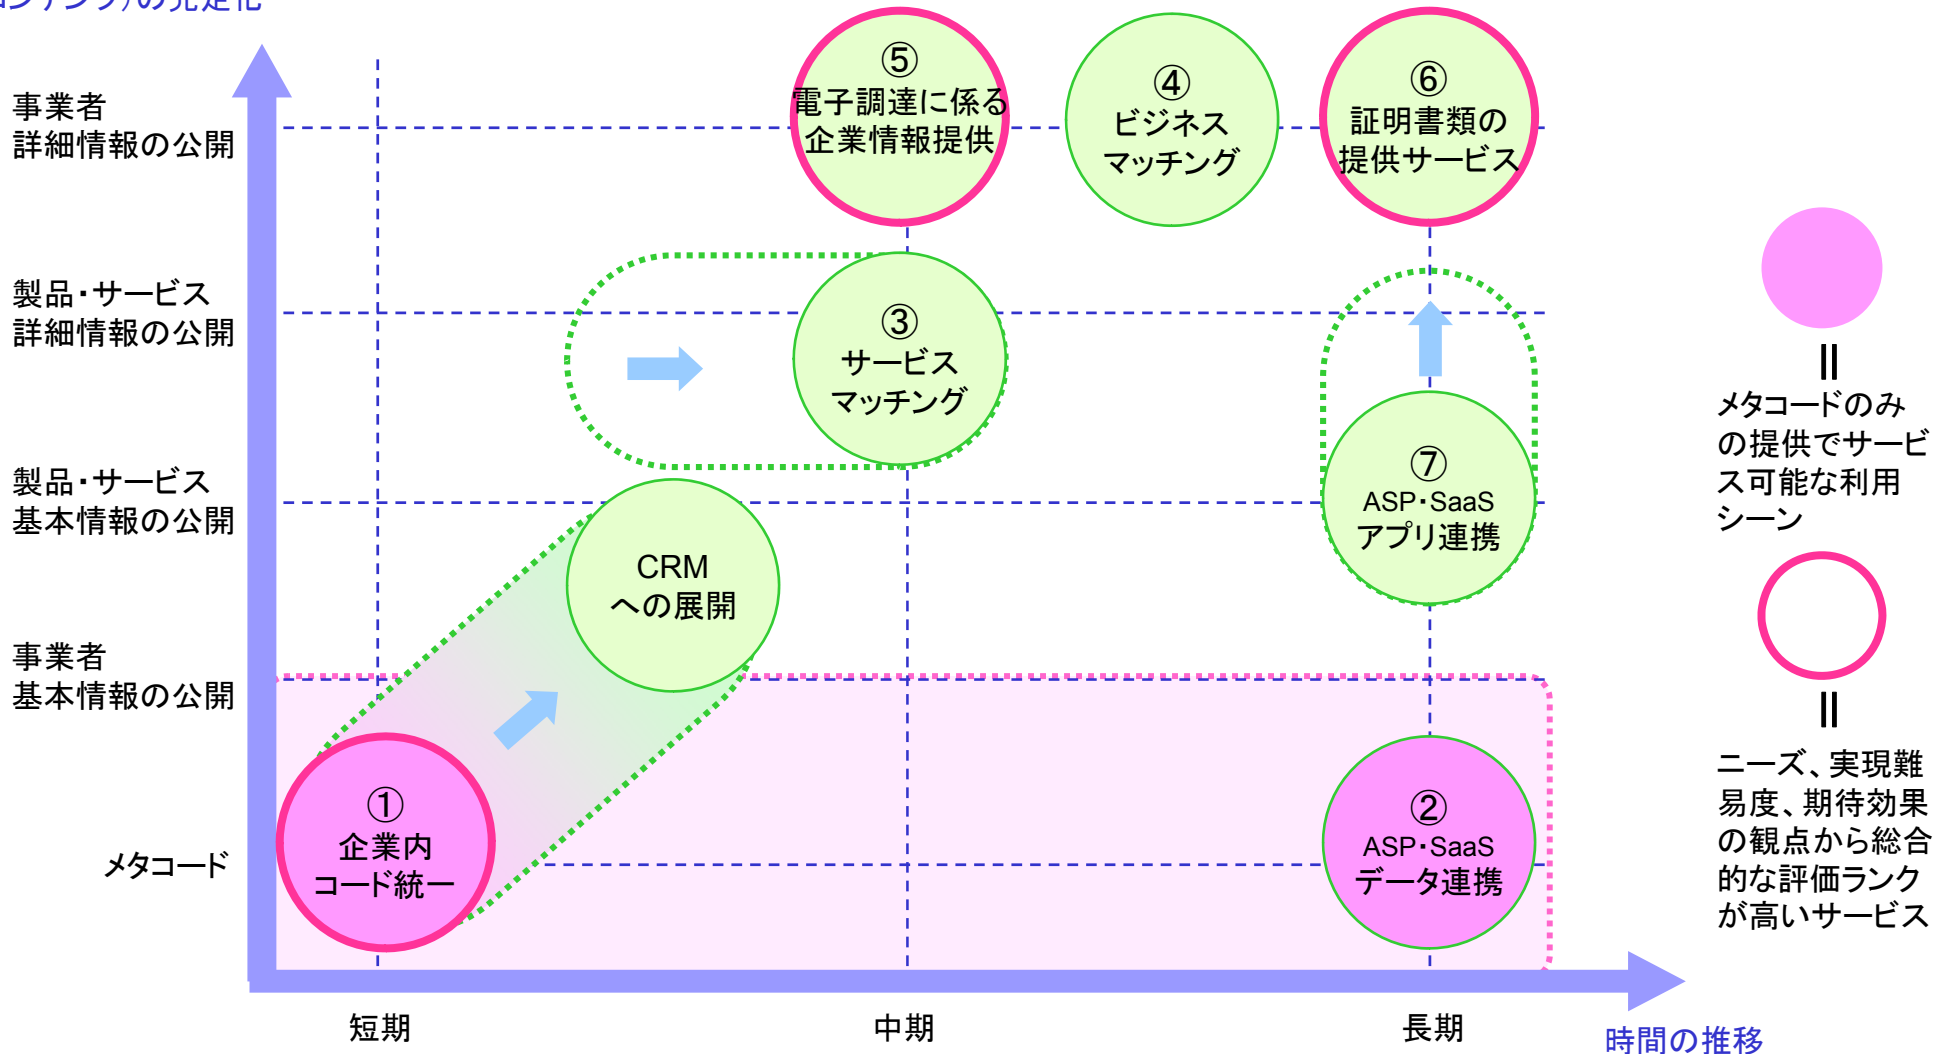 事業者
詳細情報の公開
製品・サービス
詳細情報の公開
製品・サービス
基本情報の公開
事業者
基本情報の公開
メタコード
⑤
電子調達に係る
企業情報提供
④
ビジネス
マッチング
⑥
証明書類の
提供サービス
③
サービス
マッチング
⑦
ASP・SaaS
アプリ連携
CRM
への展開
①
企業内
コード統一
②
ASP・SaaS
データ連携
短期
中期
長期
時間の推移
メタコードのみ
の提供でサービ
ス可能な利用
シーン
ニーズ、実現難
易度、期待効果
の観点から総合
的な評価ランク
が高いサービス